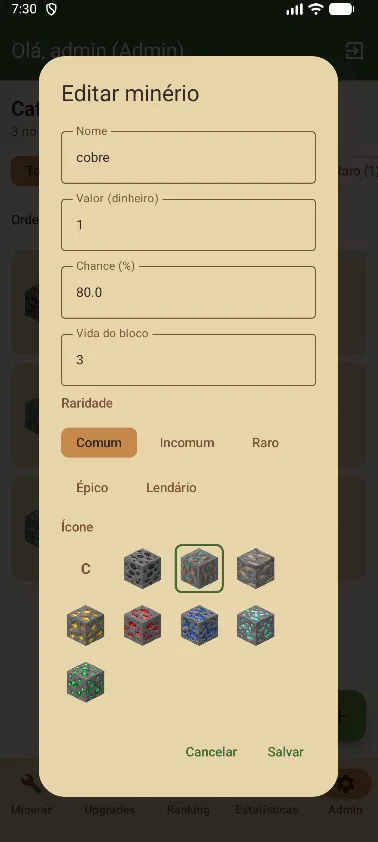 7:30
Olá, admin (Admin)
Cat
3 no
To
Raro (1)
Orde
Editar minério
Nome
cobre
Valor (dinheiro)
1
Chance (%)
80.0
Vida do bloco
3
Raridade
Comum Incomum Raro
Épico Lendário
Ícone
C
Cancelar Salvar
+
Minerar Upgrades Ranking Estatísticas Admin